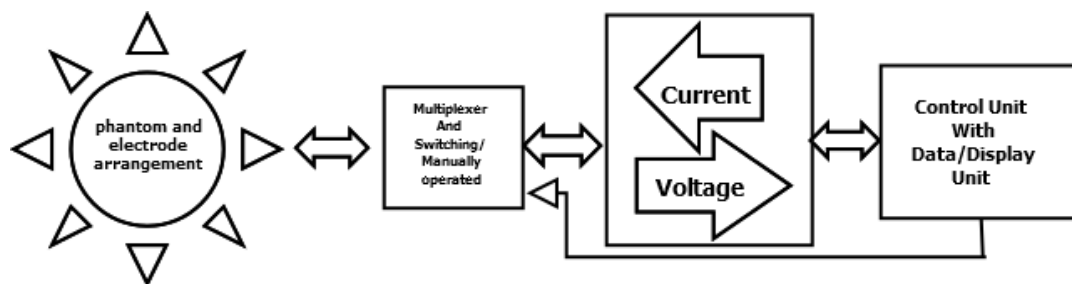 phantom and
electrode
arrangement
Multiplexer
And
Switching/
Manually
operated
Current
Voltage
Control Unit
With
Data/Display
Unit